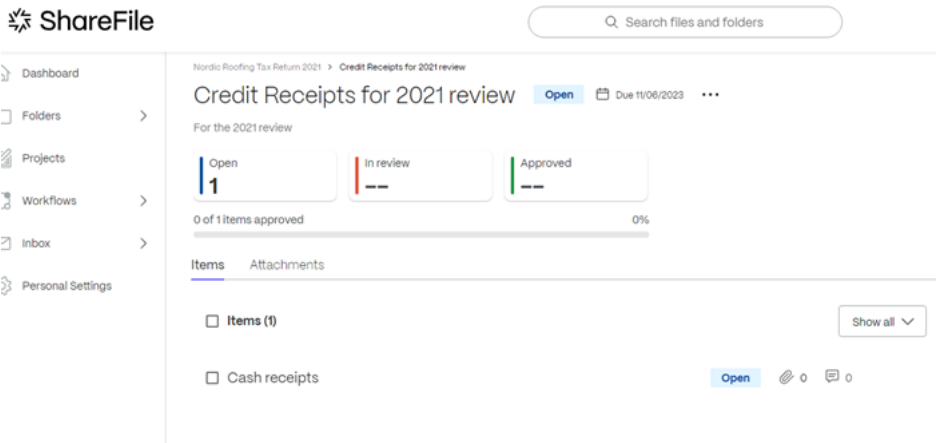 ShareFile
Search files and folders
Dashboard
Folders
Projects
Workflows
Inbox
Personal Settings
Nordic Roofing Tax Return 2021 > Credit Receipts for 2021 review
Credit Receipts for 2021 review Open Due 11/06/2023 ...
For the 2021 review
Open In review Approved
1 -- --
0 of 1 items approved 0%
Items Attachments
Items (1) Show all
Cash receipts Open 0 0